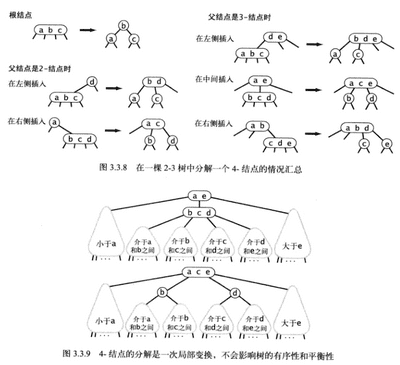 根结点
a b c
b
a
c
父结点是2-结点时
在左侧插入
d
a b c
b d
a
c
在右侧插入
a
b c d
a c
b
d
父结点是3-结点时
在左侧插入
d e
a b c
b d e
a
c
在中间插入
a e
b c d
a c e
b
d
在右侧插入
a b
c d e
a b d
c
e
图 3.3.8 在一棵 2-3 树中分解一个 4- 结点的情况汇总
a e
b c d
小于a
介于a
和b之间
介于b
和c之间
介于c
和d之间
介于d
和e之间
大于e
a c e
b
d
小于a
介于a
和b之间
介于b
和c之间
介于c
和d之间
介于d
和e之间
大于e
图 3.3.9 4- 结点的分解是一次局部变换，不会影响树的有序性和平衡性